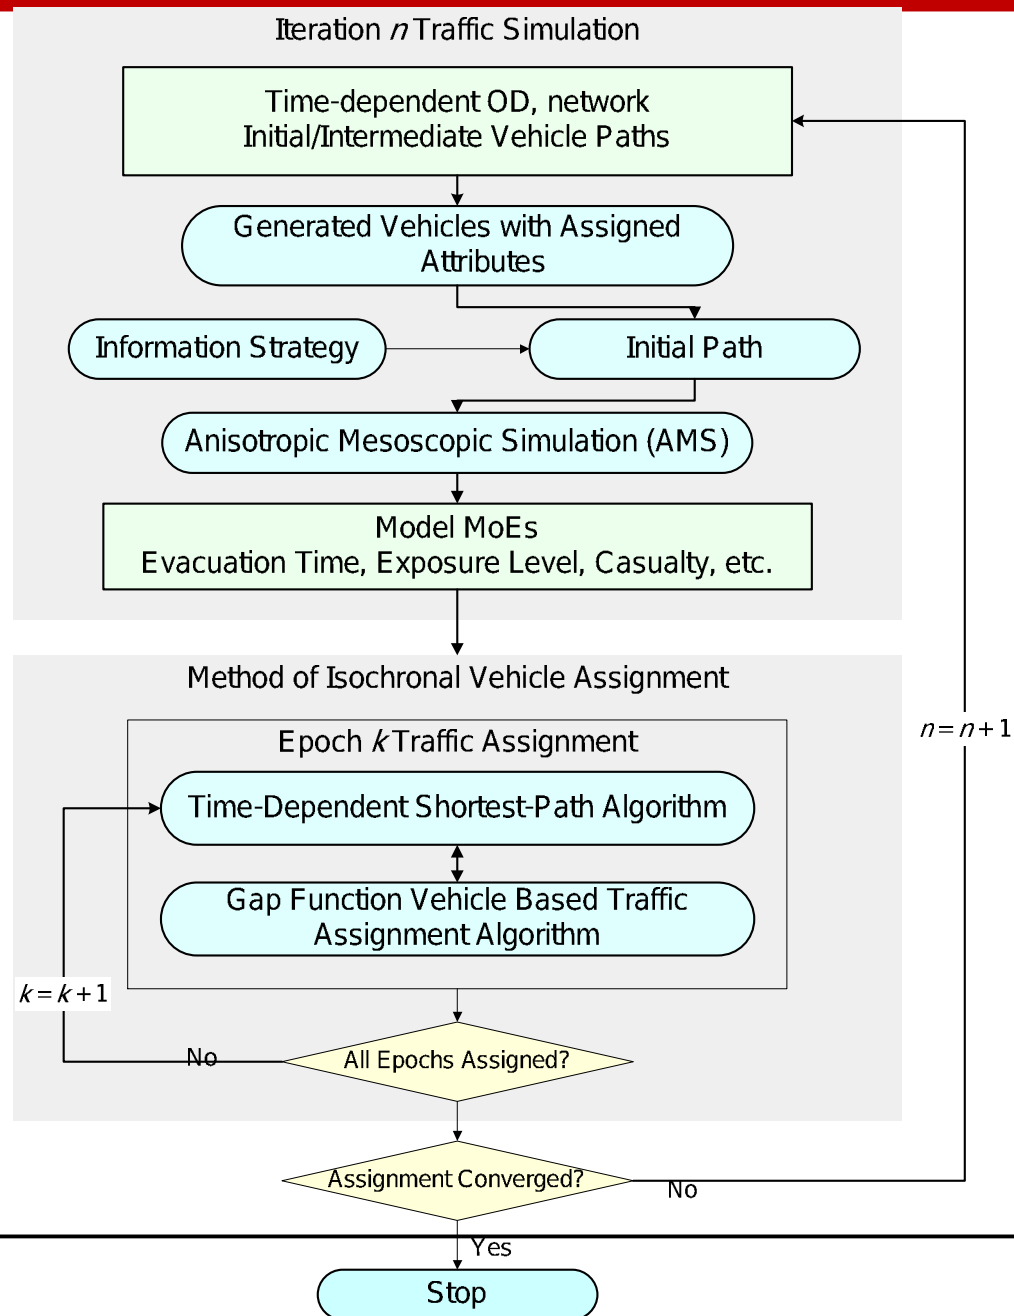 Iteration n Traffic Simulation
Time-dependent OD, network
Initial/Intermediate Vehicle Paths
Generated Vehicles with Assigned
Attributes
Information Strategy
Initial Path
Anisotropic Mesoscopic Simulation (AMS)
Model MoEs
Evacuation Time, Exposure Level, Casualty, etc.
Method of Isochronal Vehicle Assignment
n = n + 1
Epoch k Traffic Assignment
Time-Dependent Shortest-Path Algorithm
Gap Function Vehicle Based Traffic
Assignment Algorithm
k = k + 1
No
All Epochs Assigned?
Assignment Converged?
No
Yes
Stop